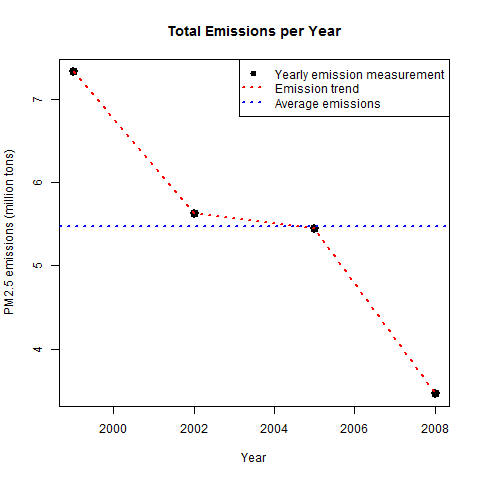 Total Emissions per Year
Yearly emission measurement
Emission trend
Average emissions
PM2.5 emissions (million tons)
7
6
5
4
2000 2002 2004 2006 2008
Year